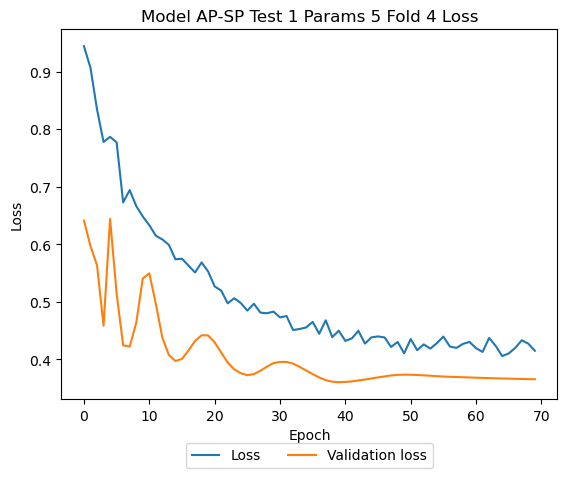 Model AP-SP Test 1 Params 5 Fold 4 Loss
Loss
0.9
0.8
0.7
0.6
0.5
0.4
0 10 20 30 40 50 60 70
Epoch
Loss Validation loss